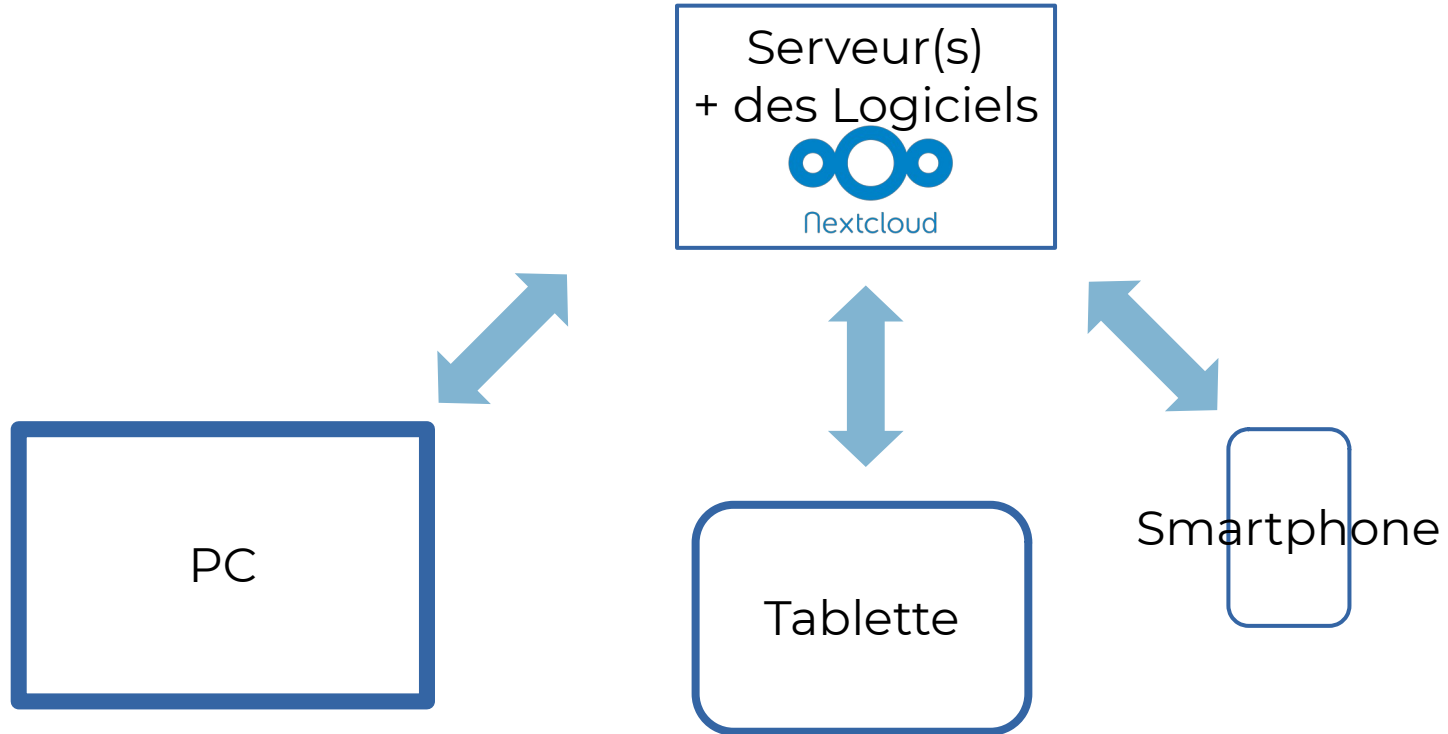 Serveur(s)
+ des Logiciels
Nextcloud
PC
Tablette
Smartphone